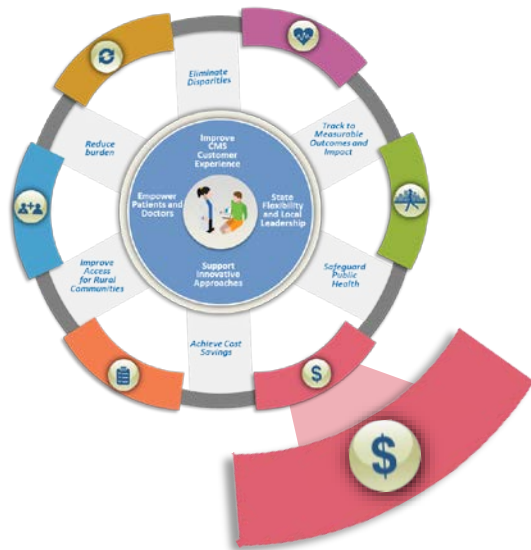 Eliminate
Disparities
Reduce
burden
Track to
Measurable
Outcomes and
Impact
Improve
CMS
Customer
Experience
Empower
Patients and
Doctors
State
Flexibility
and Local
Leadership
Support
Innovative
Approaches
Improve
Access
for Rural
Communities
Safeguard
Public
Health
Achieve Cost
Savings
$
$